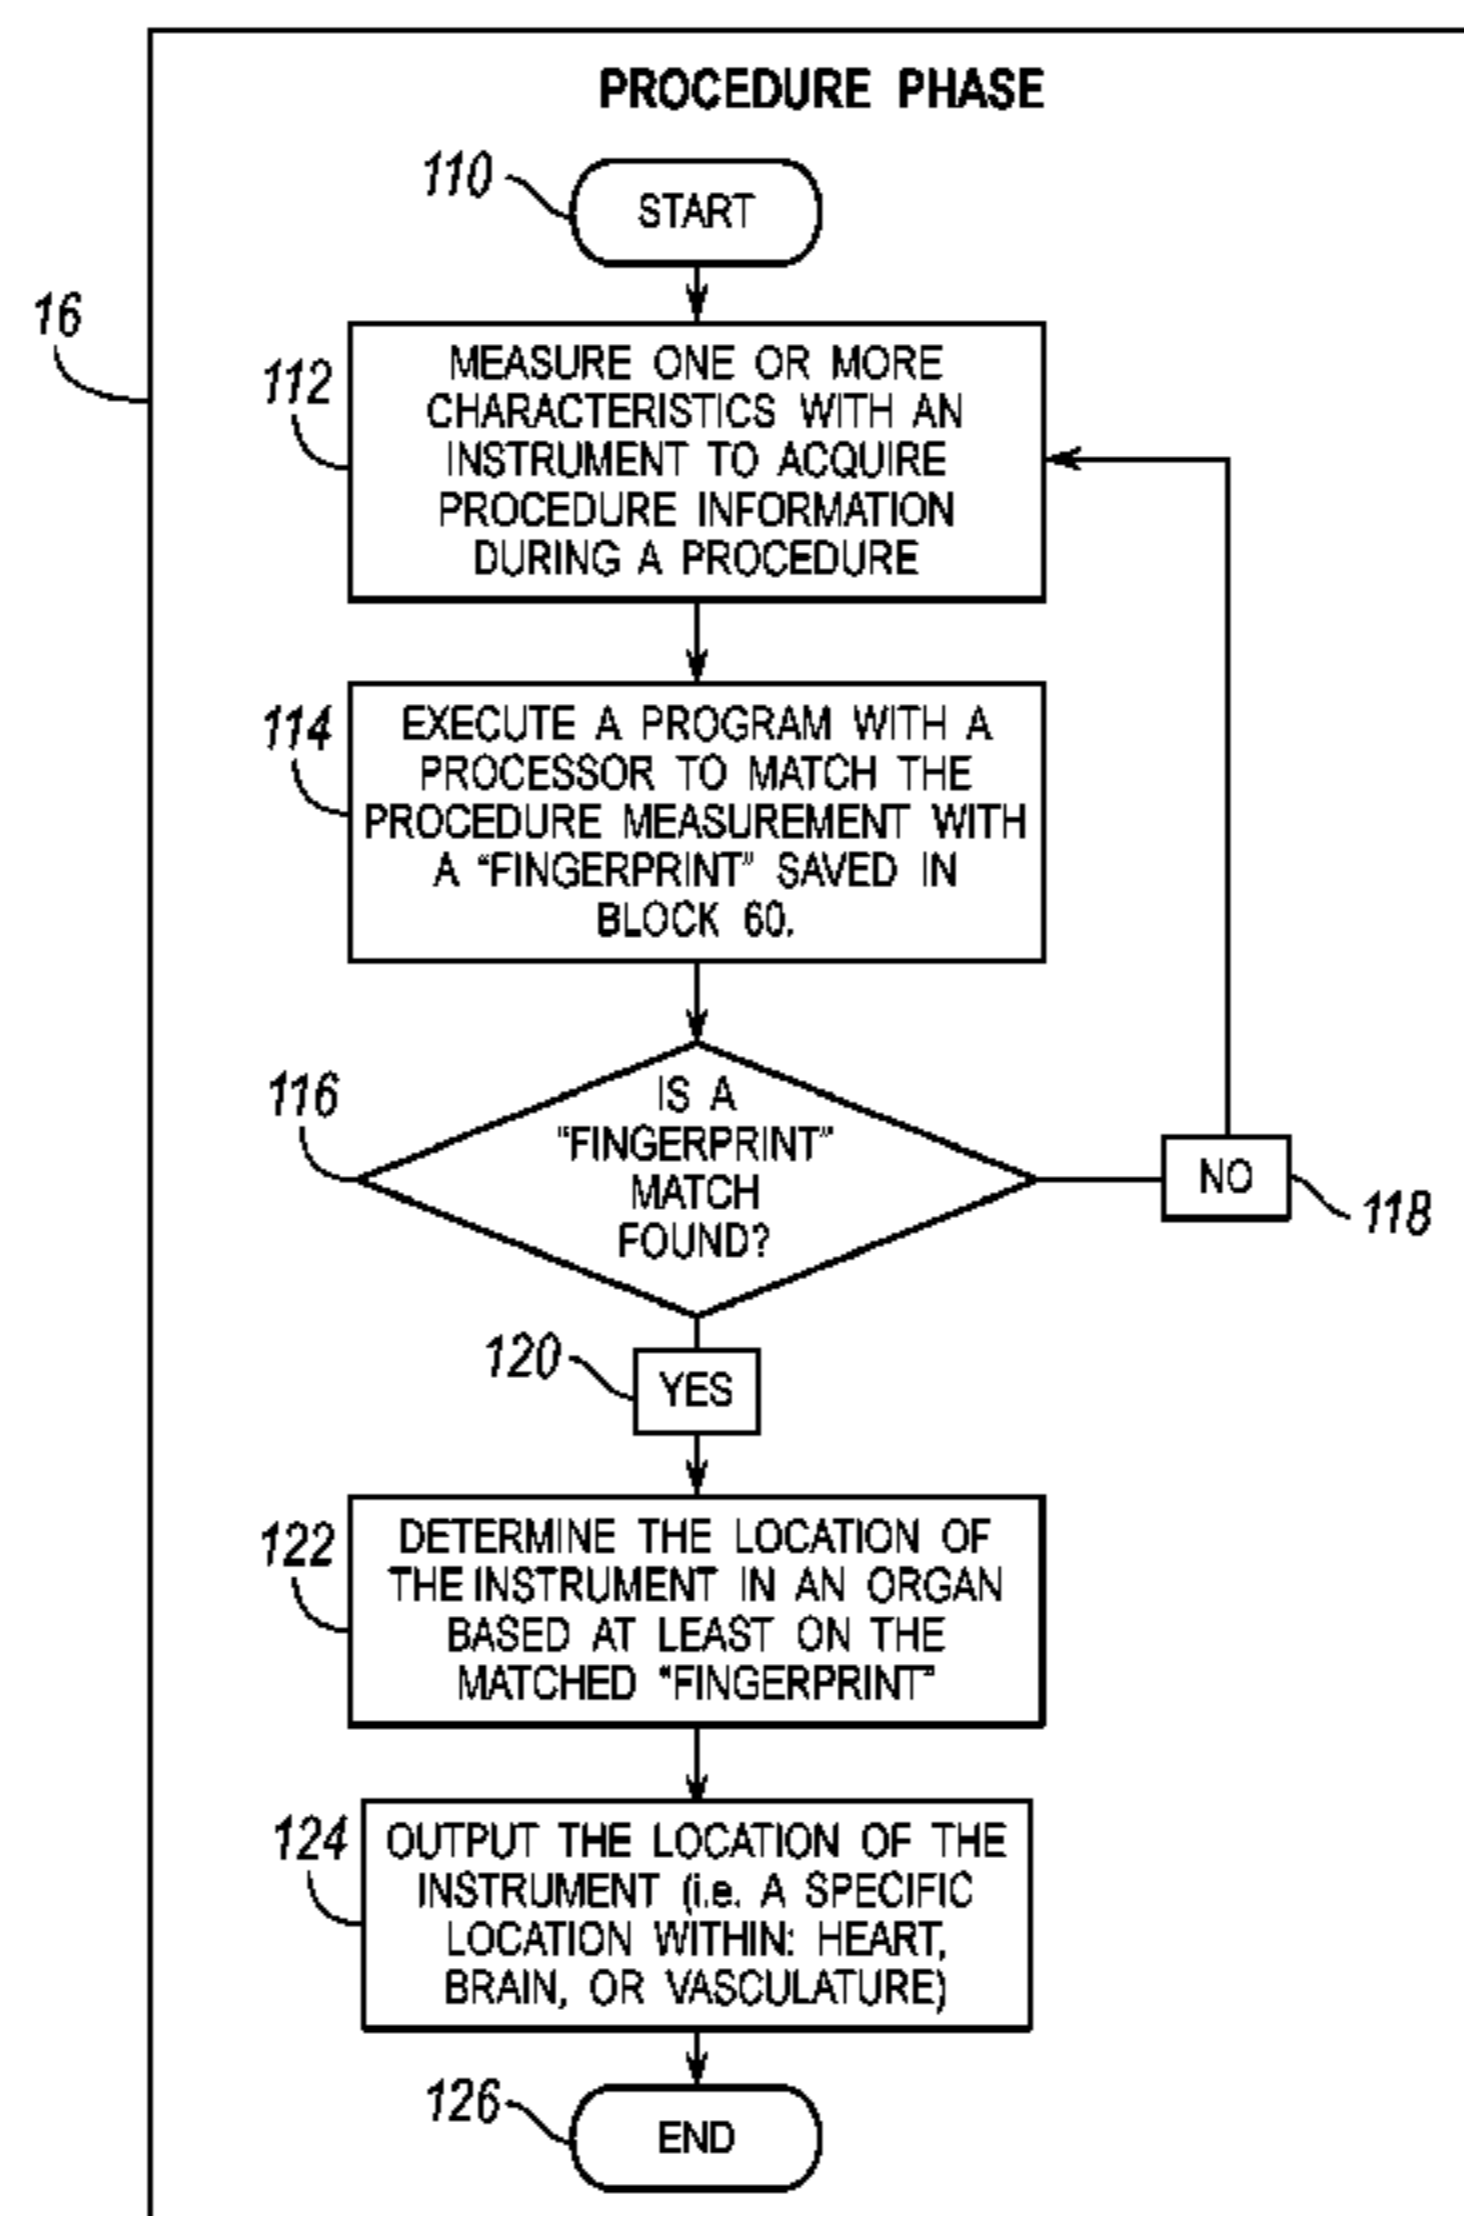 PROCEDURE PHASE
110
START
16
112
MEASURE ONE OR MORE
CHARACTERISTICS WITH AN
INSTRUMENT TO ACQUIRE
PROCEDURE INFORMATION
DURING A PROCEDURE
114
EXECUTE A PROGRAM WITH A
PROCESSOR TO MATCH THE
PROCEDURE MEASUREMENT WITH
A “FINGERPRINT” SAVED IN
BLOCK 60.
116
IS A
“FINGERPRINT”
MATCH
FOUND?
NO
118
120
YES
122
DETERMINE THE LOCATION OF
THE INSTRUMENT IN AN ORGAN
BASED AT LEAST ON THE
MATCHED “FINGERPRINT”
124
OUTPUT THE LOCATION OF THE
INSTRUMENT (i.e. A SPECIFIC
LOCATION WITHIN: HEART,
BRAIN, OR VASCULATURE)
126
END